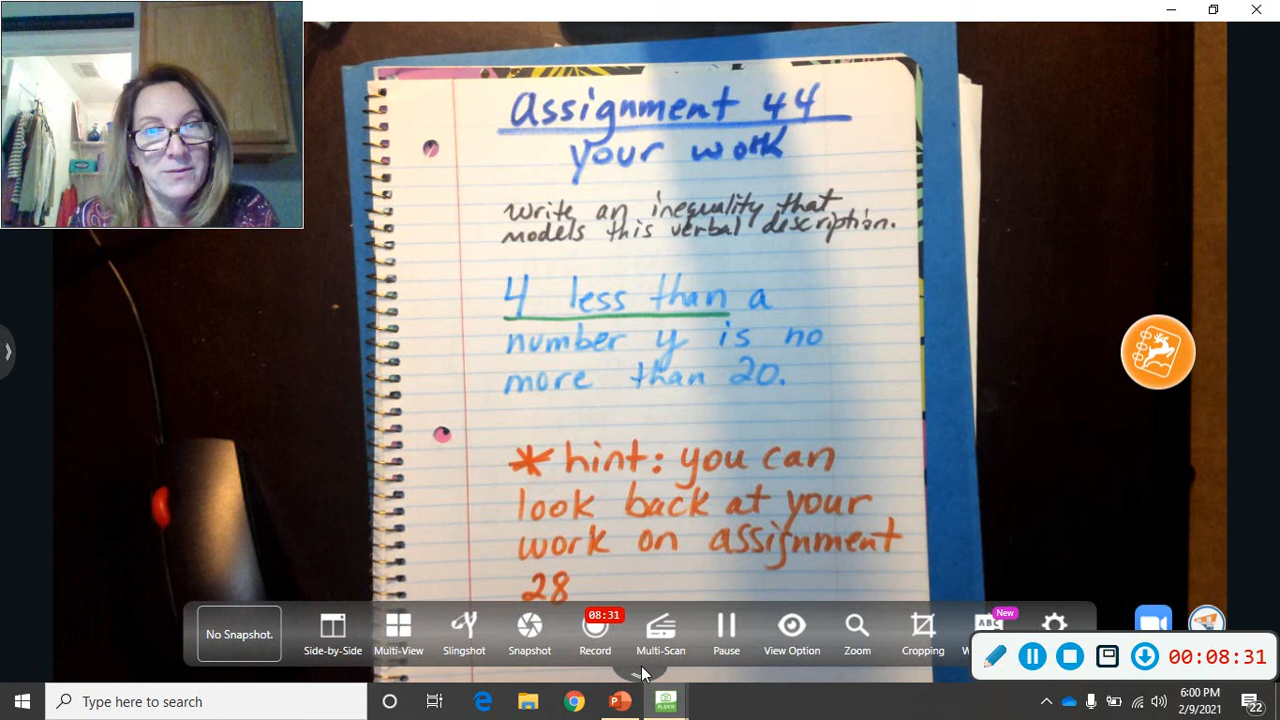 Assignment 44
your work
Write an inequality that
models this verbal description.
4 less than a
number y is no
more than 20.
*hint: you can
look back at your
work on assignment
28
No Snapshot.
Side-by-Side
Multi-View
Slingshot
Snapshot
08:31
Record
Multi-Scan
Pause
View Option
Zoom
Cropping
New
ABC
00:08:31
Type here to search
6:00 PM
2/9/2021
22